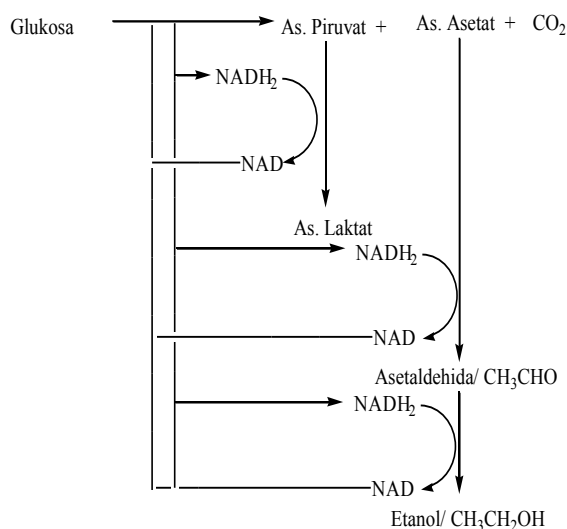 Glukosa As. Piruvat + As. Asetat + CO₂
NADH₂
NAD
As. Laktat
NADH₂
NAD
Asetaldehida/ CH₃CHO
NADH₂
NAD
Etanol/ CH₃CH₂OH